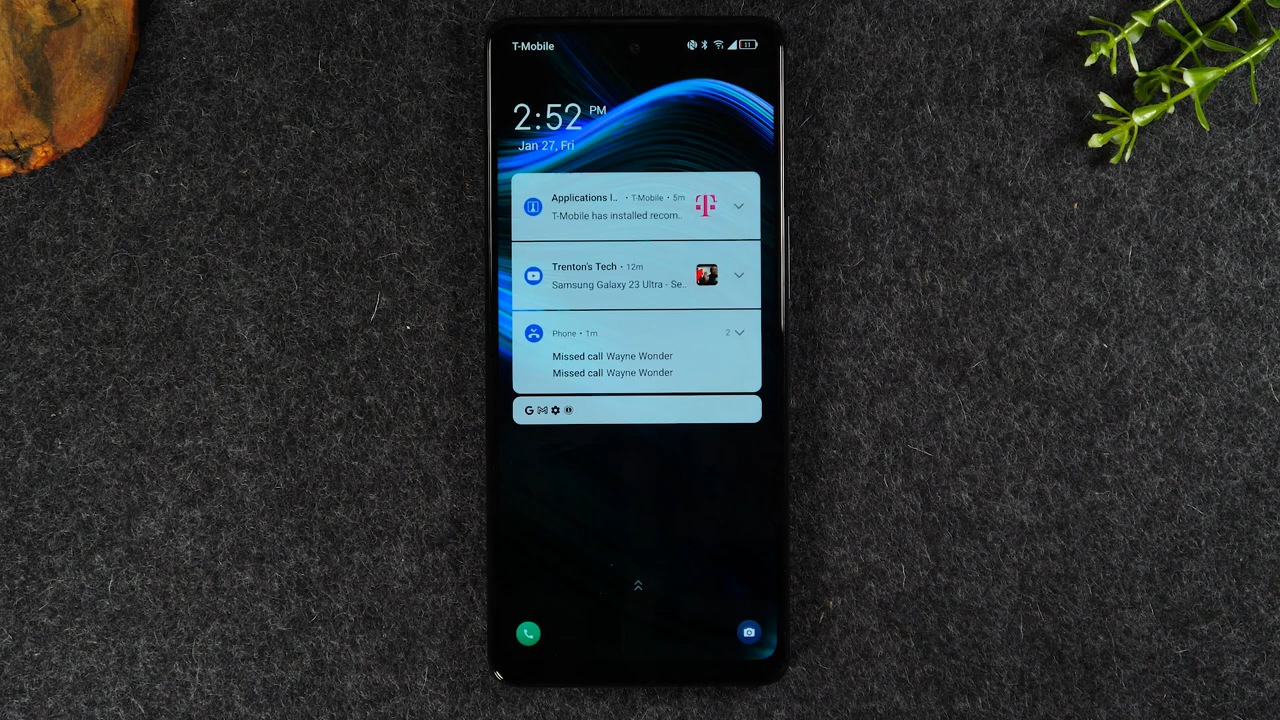 T-Mobile
11
2:52 PM
Jan 27, Fri
Applications I.. • T-Mobile • 5m
T-Mobile has installed recom..
Trenton's Tech • 12m
Samsung Galaxy 23 Ultra - Se..
Phone • 1m
2
Missed call Wayne Wonder
Missed call Wayne Wonder